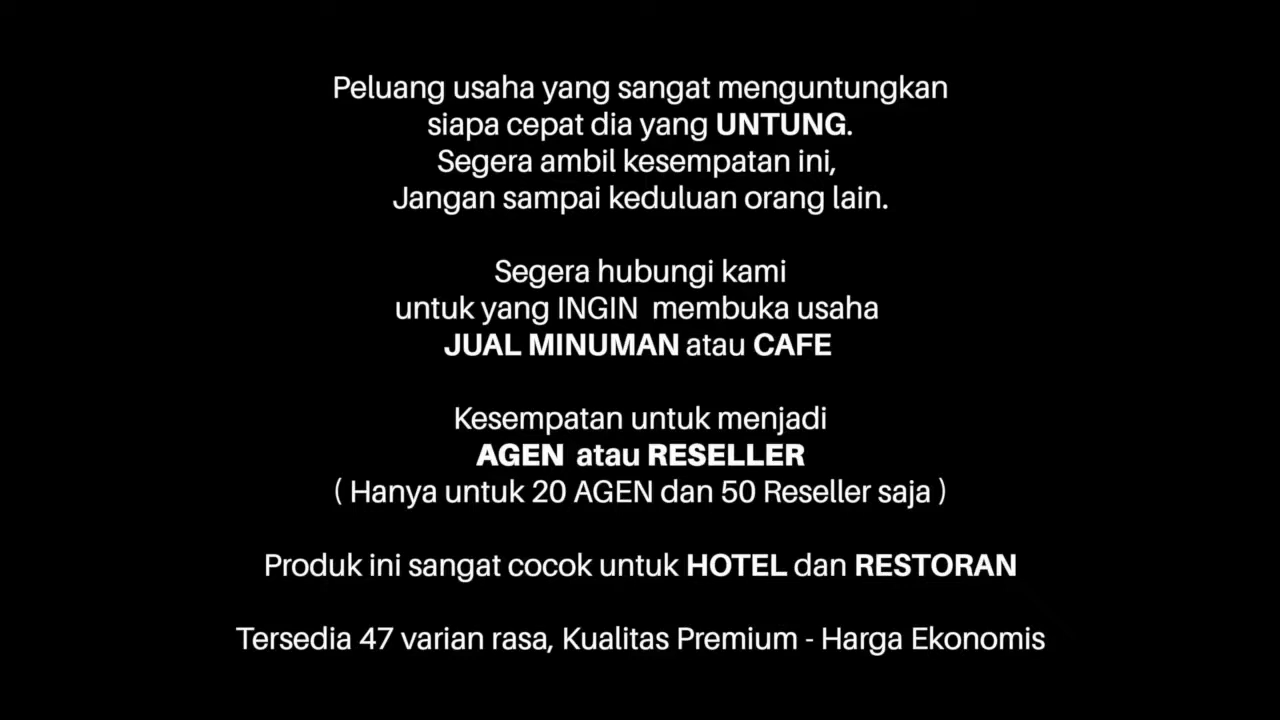 Peluang usaha yang sangat menguntungkan
siapa cepat dia yang UNTUNG.
Segera ambil kesempatan ini,
Jangan sampai keduluan orang lain.
Segera hubungi kami
untuk yang INGIN  membuka usaha
JUAL MINUMAN atau CAFE
Kesempatan untuk menjadi
AGEN  atau RESELLER
( Hanya untuk 20 AGEN dan 50 Reseller saja )
Produk ini sangat cocok untuk HOTEL dan RESTORAN
Tersedia 47 varian rasa, Kualitas Premium - Harga Ekonomis